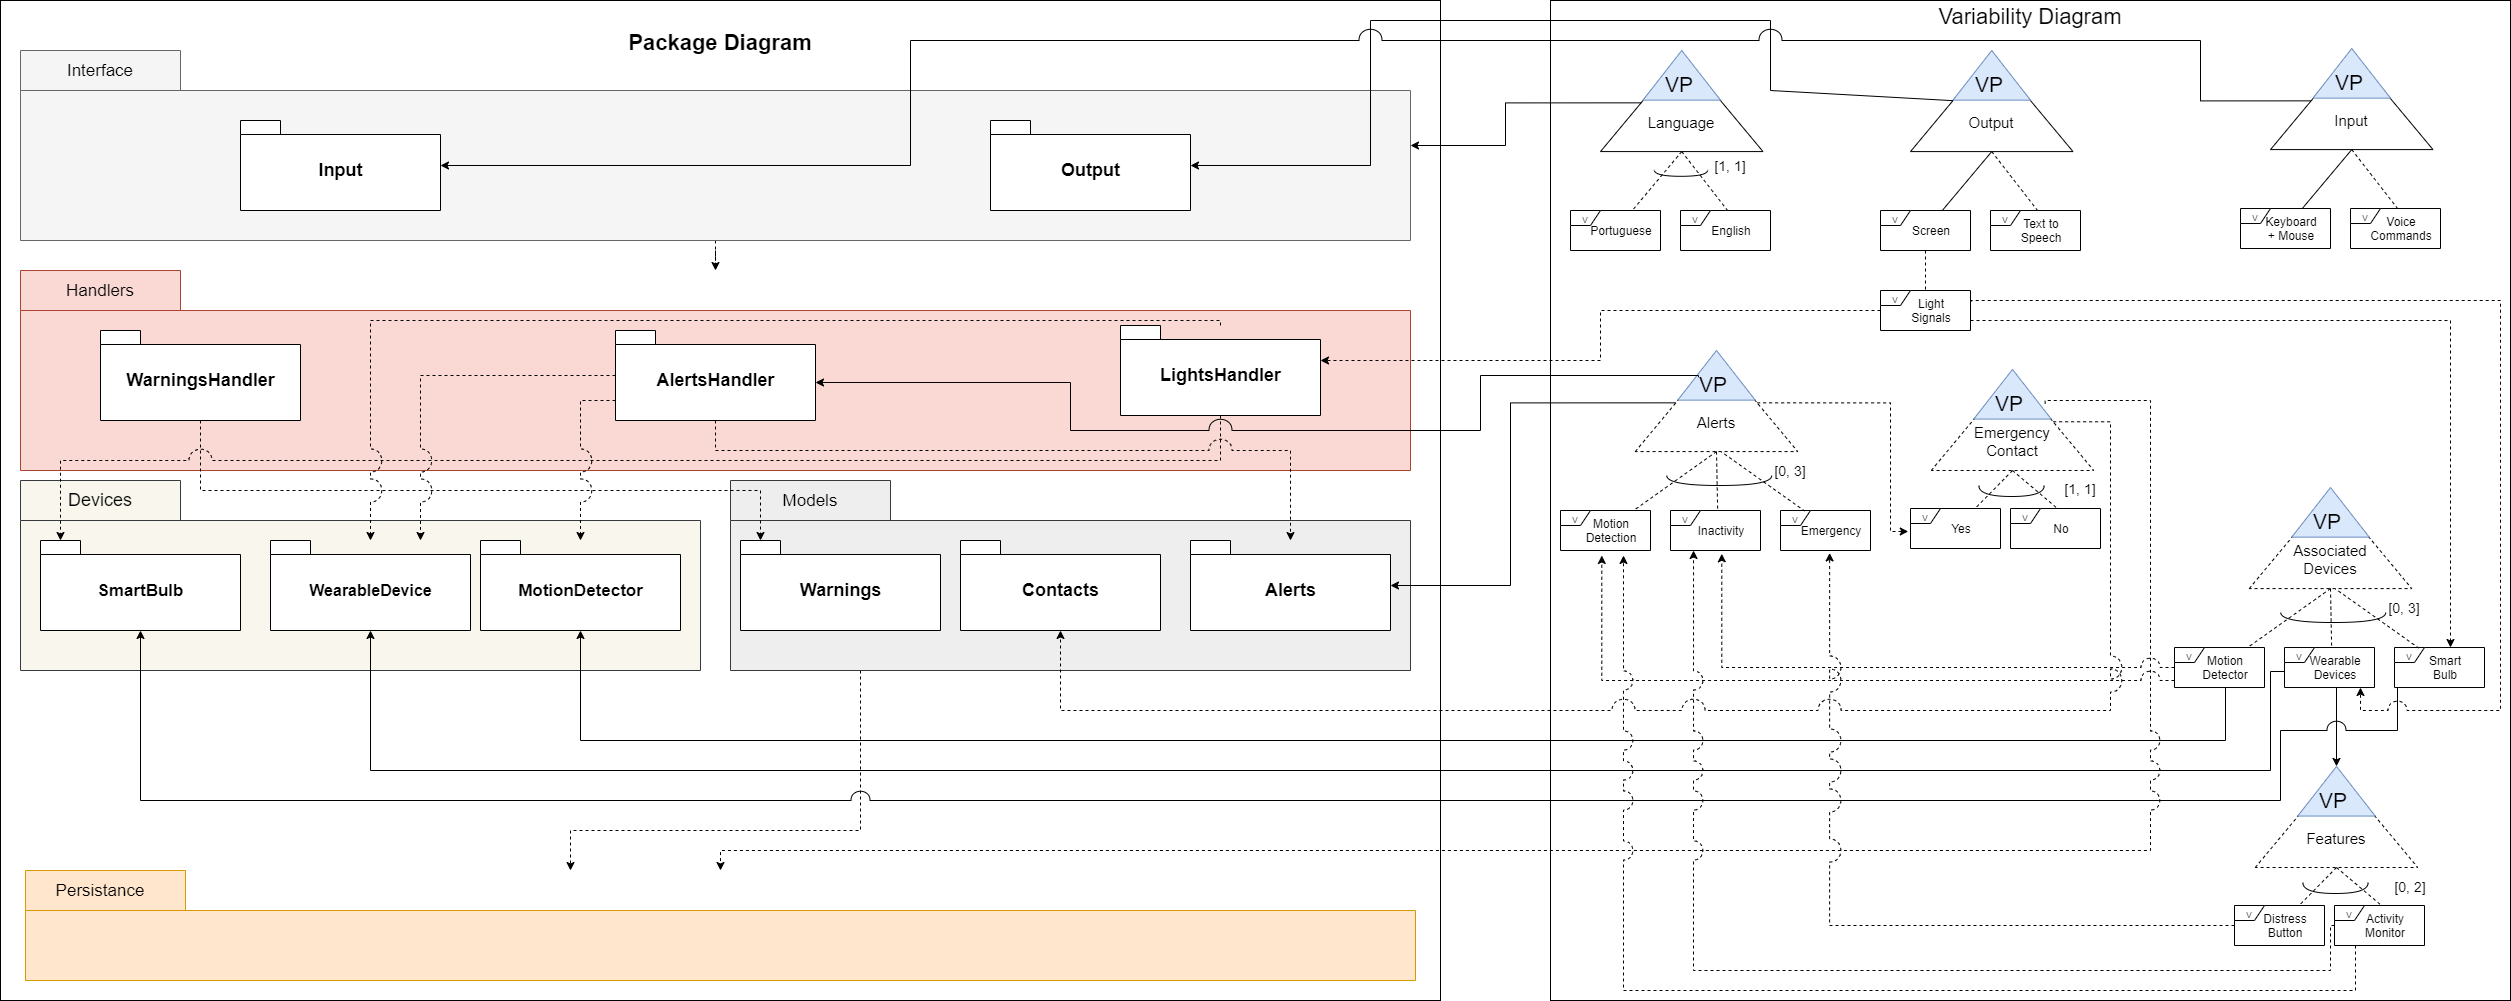 Package Diagram
Interface
Input
Output
Handlers
WarningsHandler
AlertsHandler
LightsHandler
Devices
SmartBulb
WearableDevice
MotionDetector
Models
Warnings
Contacts
Alerts
Persistance
Variability Diagram
VP
Language
[1, 1]
V
Portuguese
V
English
VP
Output
V
Screen
V
Text to
Speech
V
Light
Signals
VP
Input
V
Keyboard
+ Mouse
V
Voice
Commands
VP
Alerts
[0, 3]
V
Motion
Detection
V
Inactivity
V
Emergency
VP
Emergency
Contact
[1, 1]
V
Yes
V
No
VP
Associated
Devices
[0, 3]
V
Motion
Detector
V
Wearable
Devices
V
Smart
Bulb
VP
Features
[0, 2]
V
Distress
Button
V
Activity
Monitor